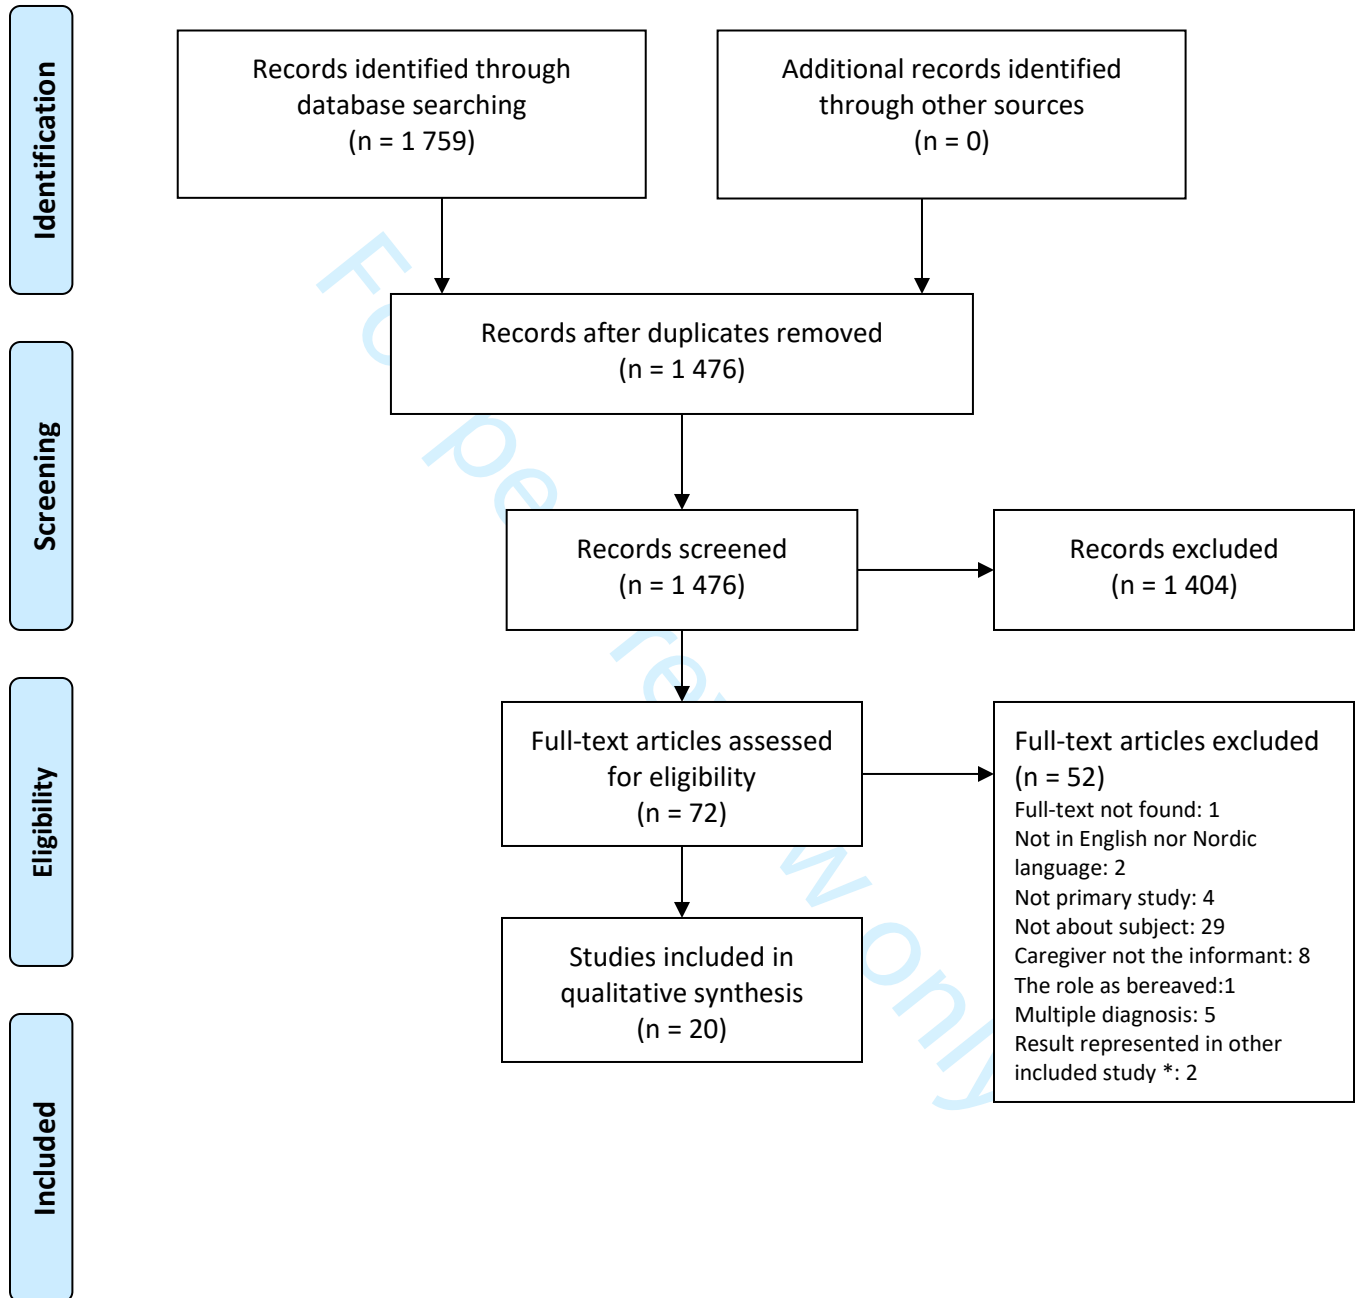 Identification
Records identified through
database searching
(n = 1 759)
Additional records identified
through other sources
(n = 0)
Records after duplicates removed
(n = 1 476)
Screening
Records screened
(n = 1 476)
Records excluded
(n = 1 404)
Eligibility
Full-text articles assessed
for eligibility
(n = 72)
Full-text articles excluded
(n = 52)
Full-text not found: 1
Not in English nor Nordic
language: 2
Not primary study: 4
Not about subject: 29
Caregiver not the informant: 8
The role as bereaved:1
Multiple diagnosis: 5
Result represented in other
included study *: 2
Included
Studies included in
qualitative synthesis
(n = 20)
only